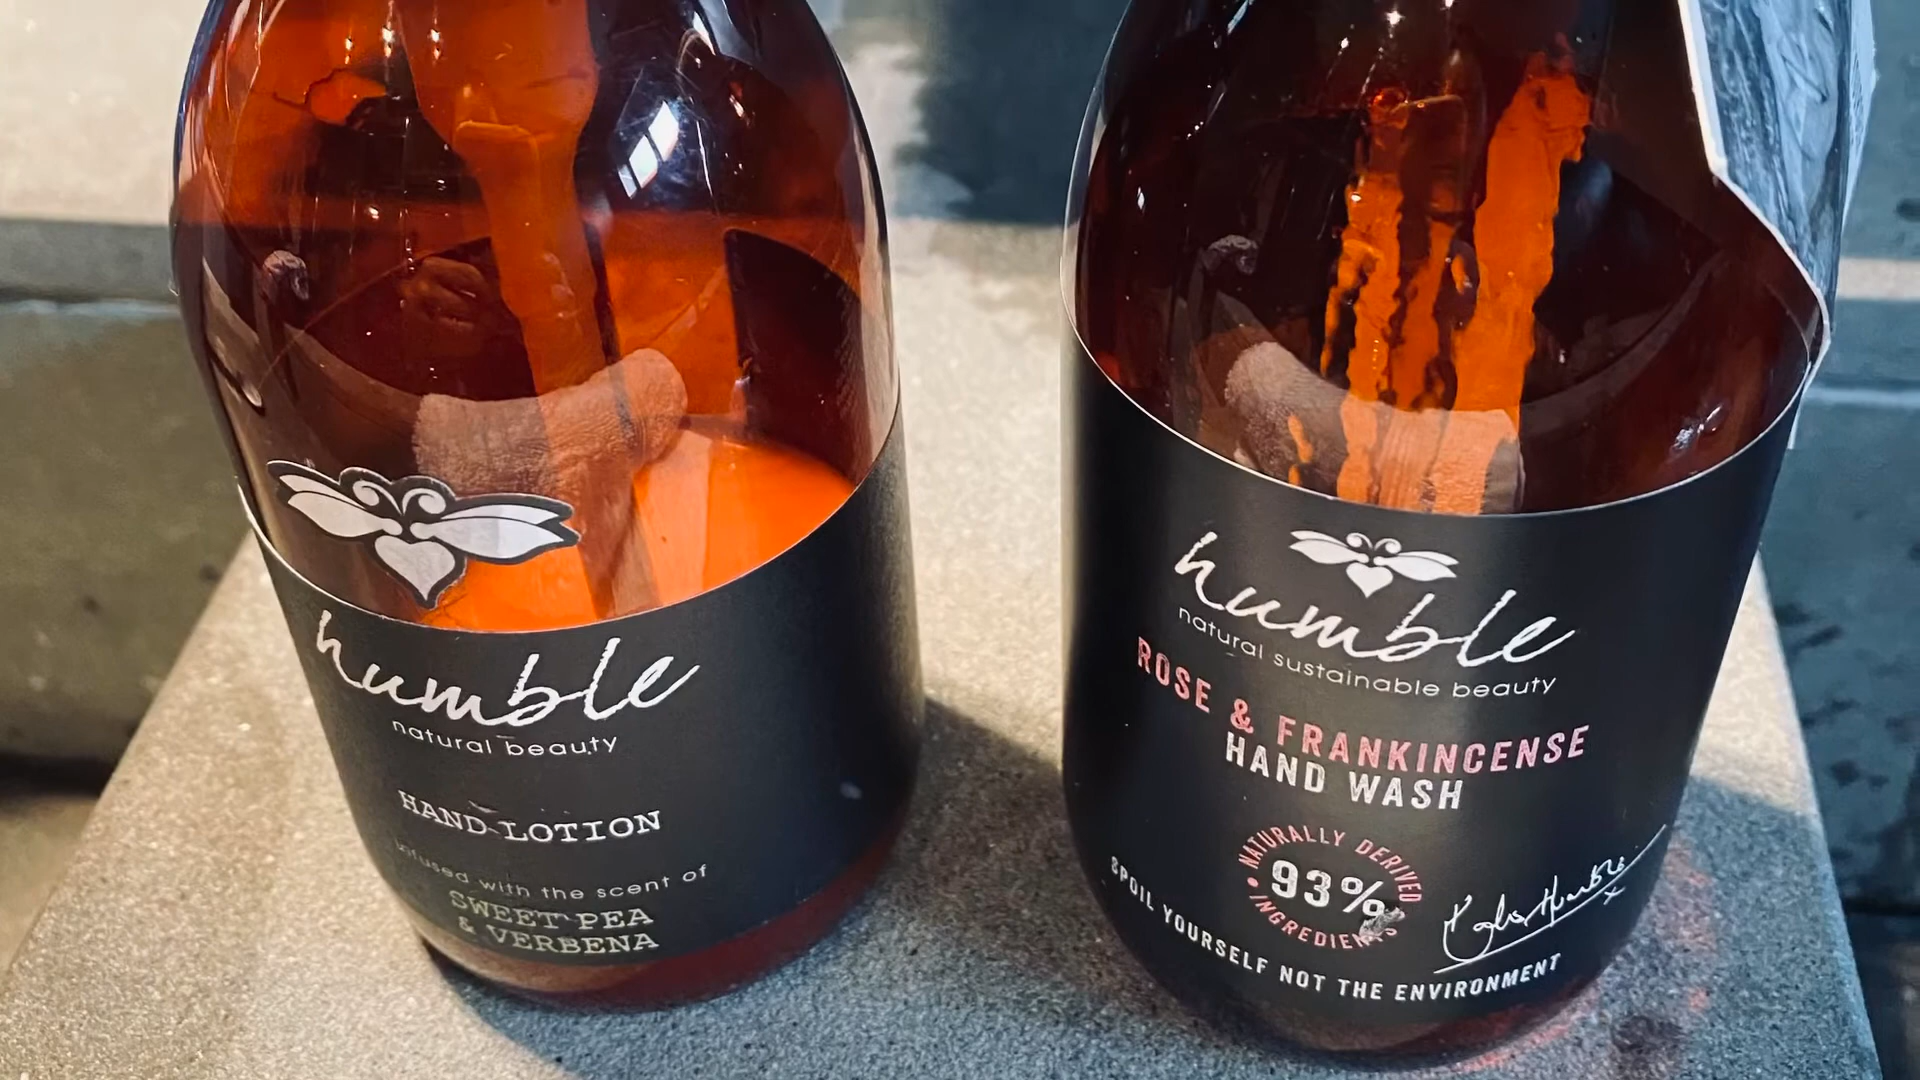 humble
natural beauty
HAND LOTION
infused with the scent of
SWEET PEA
& VERBENA
humble
natural sustainable beauty
ROSE & FRANKINCENSE
HAND WASH
NATURALLY DERIVED
93%
INGREDIENTS
SPOIL YOURSELF NOT THE ENVIRONMENT